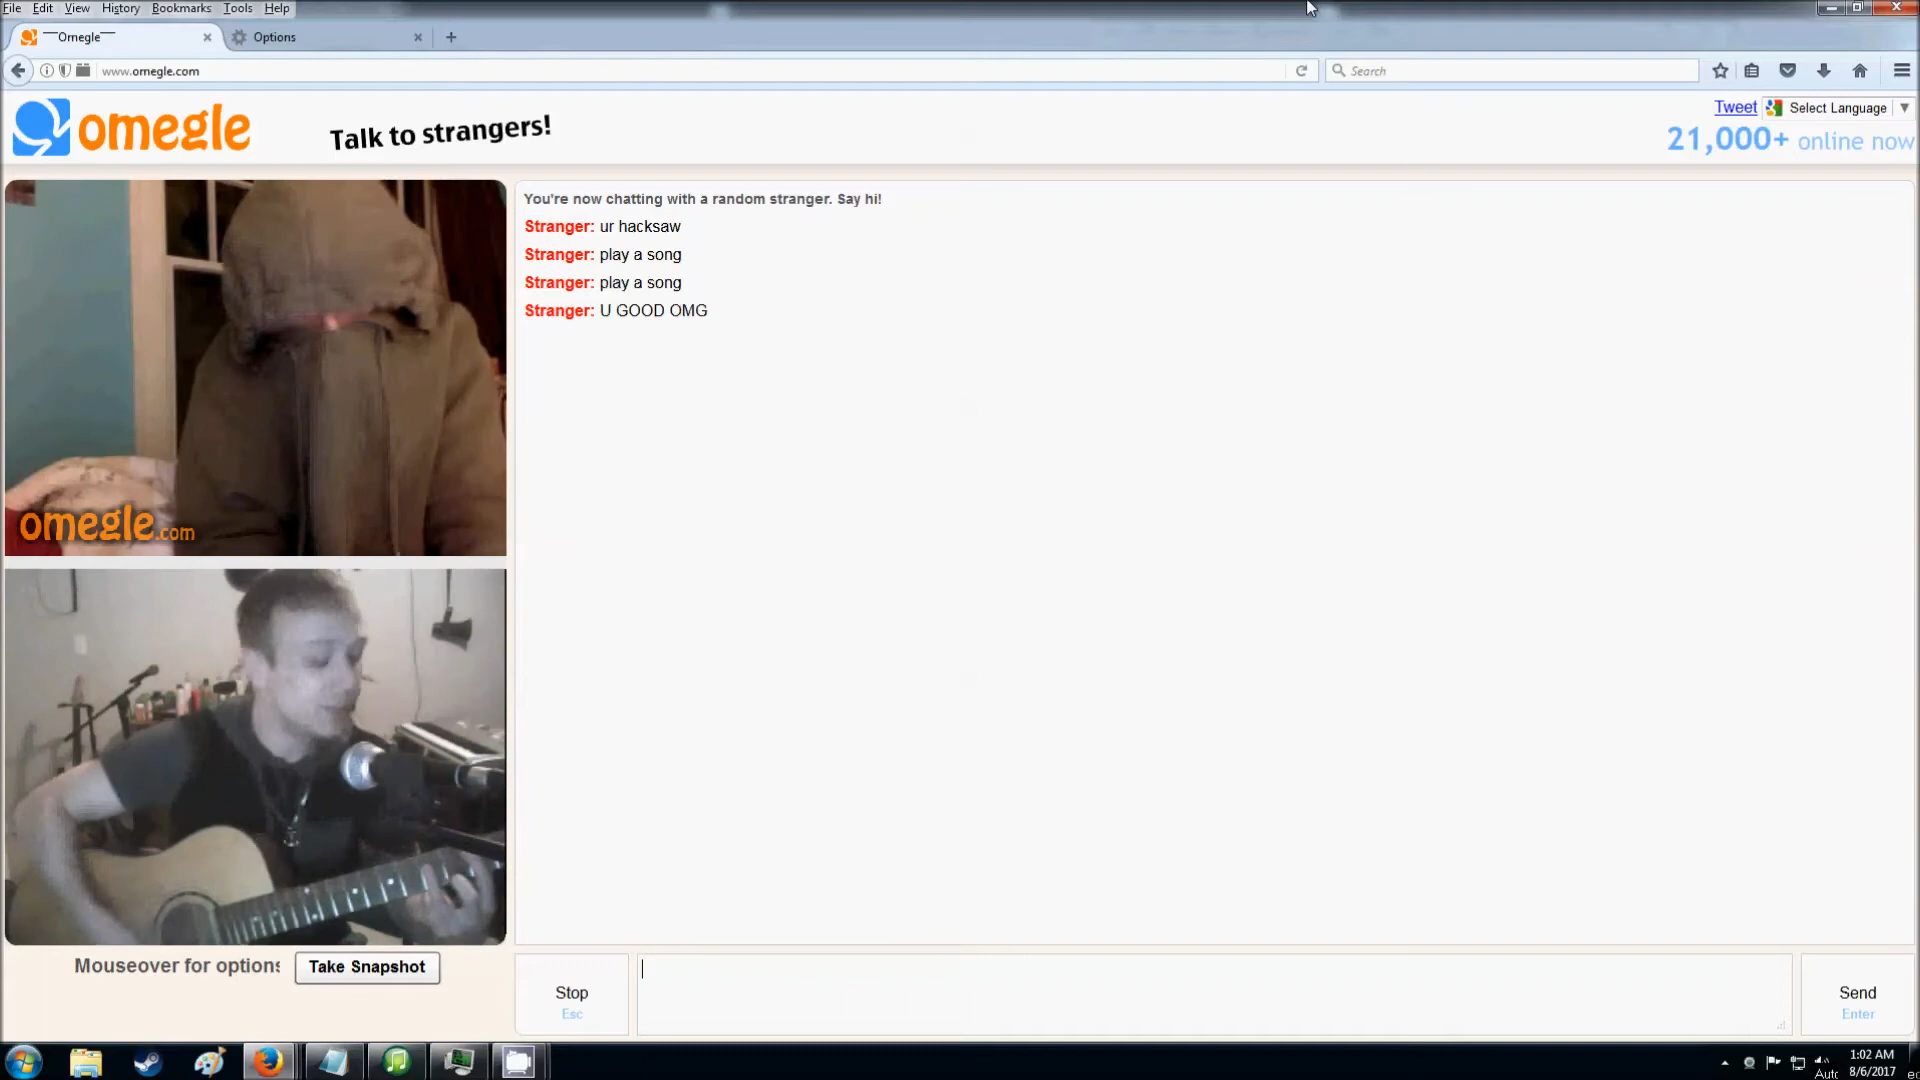 File Edit View History Bookmarks Tools Help
Omegle
Options
www.omegle.com
Search
omegle
Talk to strangers!
Tweet
Select Language
21,000+ online now
You're now chatting with a random stranger. Say hi!
Stranger: ur hacksaw
Stranger: play a song
Stranger: play a song
Stranger: U GOOD OMG
omegle.com
Mouseover for options
Take Snapshot
Stop
Esc
Send
Enter
1:02 AM
8/6/2017